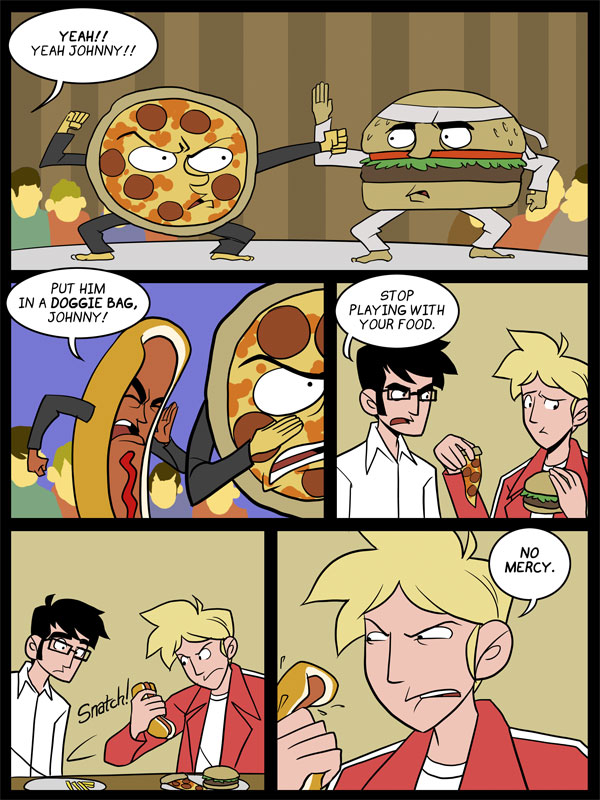 YEAH!!
YEAH JOHNNY!!
PUT HIM
IN A DOGGIE BAG,
JOHNNY!
STOP
PLAYING WITH
YOUR FOOD.
Snatch!
NO
MERCY.